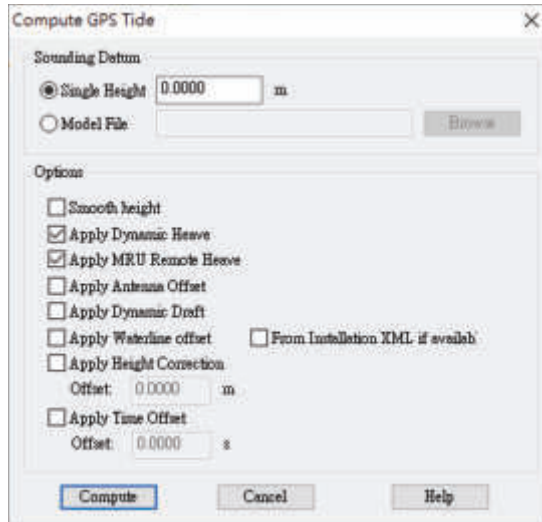 Compute GPS Tide
Sounding Datum
Single Height 0.0000 m
Model File Browse
Options
Smooth height
Apply Dynamic Heave
Apply MRU Remote Heave
Apply Antenna Offset
Apply Dynamic Draft
Apply Waterline offset From Installation XML if availab
Apply Height Correction
Offset: 0.0000 m
Apply Time Offset
Offset: 0.0000 s
Compute Cancel Help